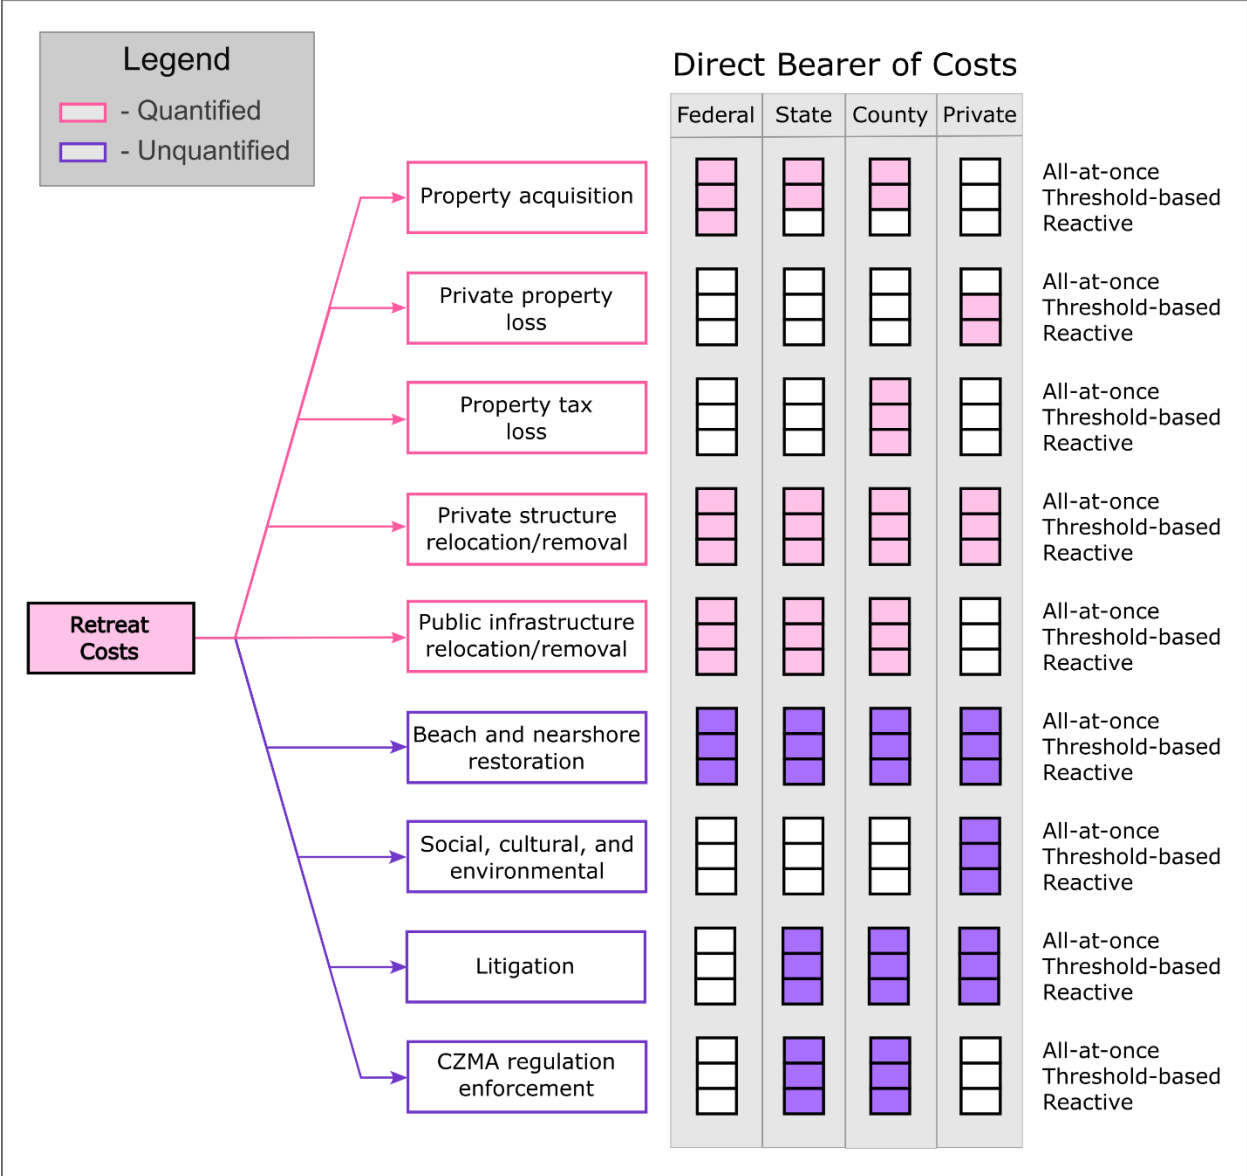 Legend
- Quantified
- Unquantified
Direct Bearer of Costs
Federal State County Private
Retreat
Costs
Property acquisition
All-at-once
Threshold-based
Reactive
Private property
loss
All-at-once
Threshold-based
Reactive
Property tax
loss
All-at-once
Threshold-based
Reactive
Private structure
relocation/removal
All-at-once
Threshold-based
Reactive
Public infrastructure
relocation/removal
All-at-once
Threshold-based
Reactive
Beach and nearshore
restoration
All-at-once
Threshold-based
Reactive
Social, cultural, and
environmental
All-at-once
Threshold-based
Reactive
Litigation
All-at-once
Threshold-based
Reactive
CZMA regulation
enforcement
All-at-once
Threshold-based
Reactive